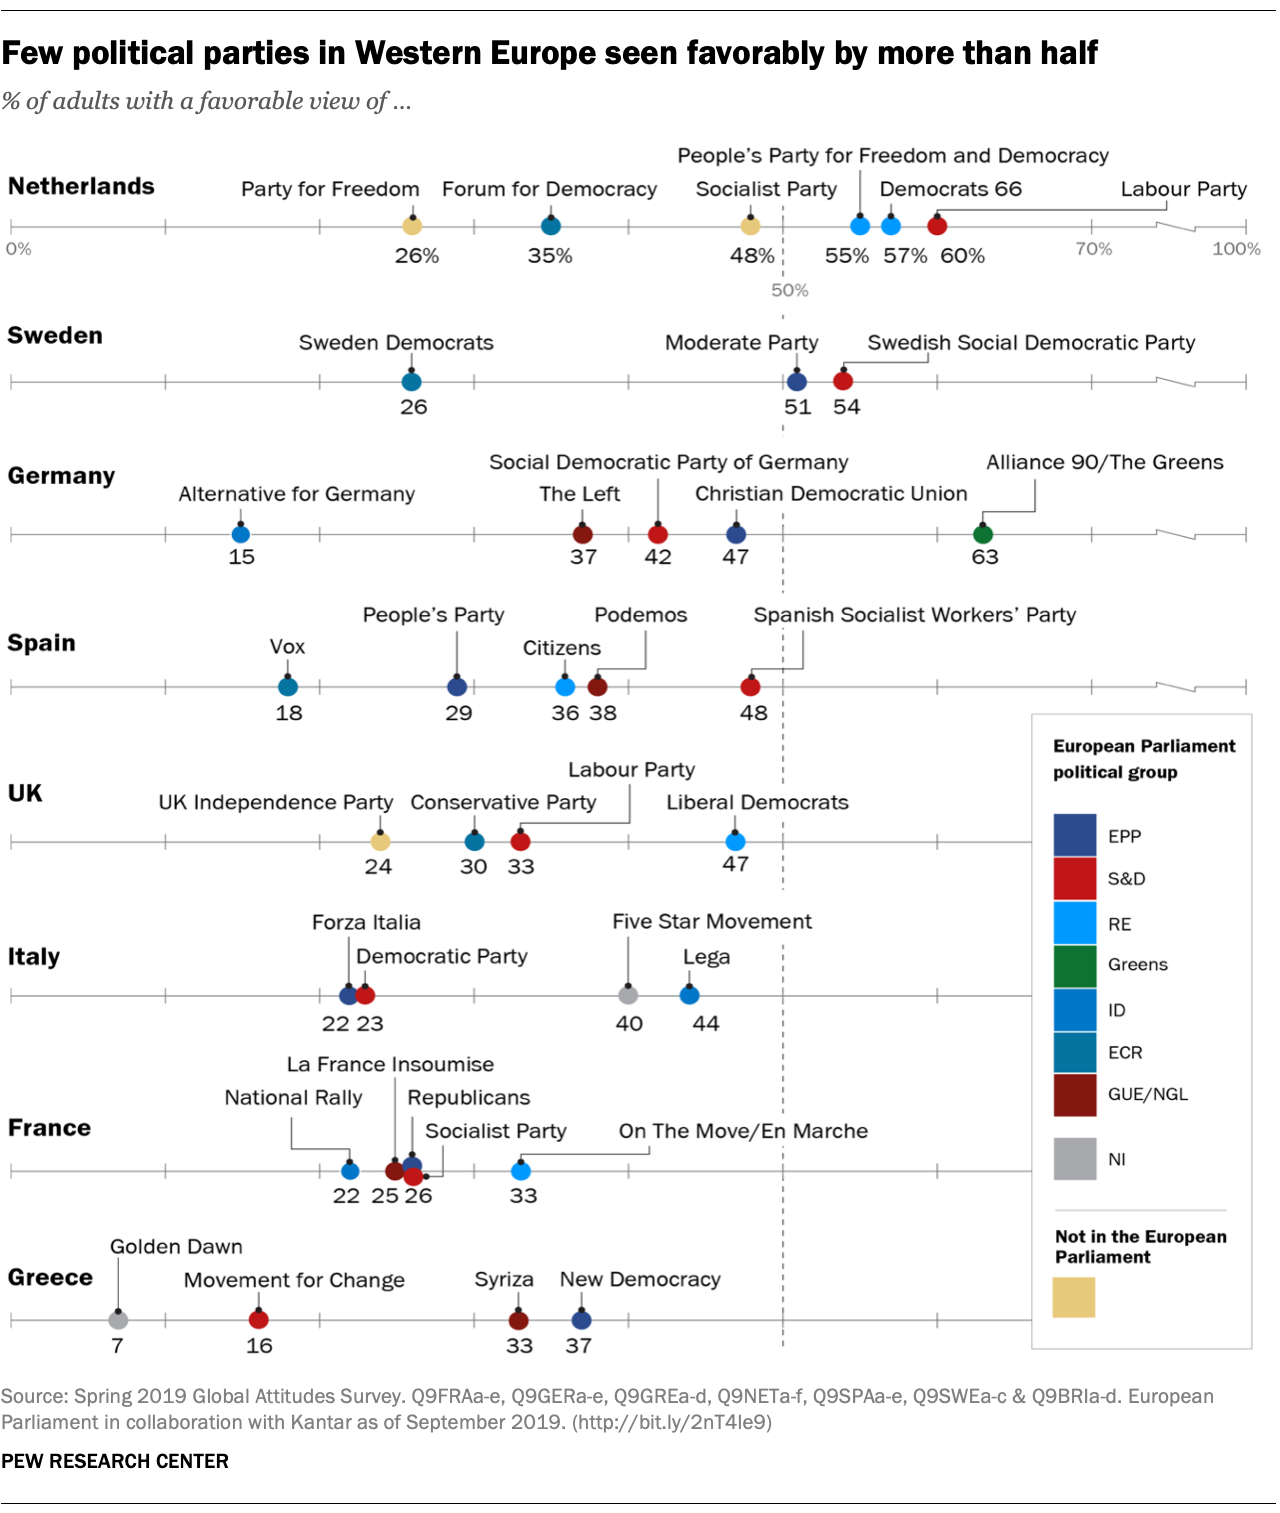 Few political parties in Western Europe seen favorably by more than half
% of adults with a favorable view of ...
People's Party for Freedom and Democracy
Netherlands
Party for Freedom
Forum for Democracy
Socialist Party
Democrats 66
Labour Party
0%
26%
35%
48%
55%
57%
60%
70%
100%
50%
Sweden
Sweden Democrats
Moderate Party
Swedish Social Democratic Party
26
51
54
Germany
Social Democratic Party of Germany
Alliance 90/The Greens
Alternative for Germany
The Left
Christian Democratic Union
15
37
42
47
63
Spain
People's Party
Podemos
Spanish Socialist Workers' Party
Vox
Citizens
18
29
36
38
48
UK
Labour Party
UK Independence Party
Conservative Party
Liberal Democrats
24
30
33
47
Italy
Forza Italia
Five Star Movement
Democratic Party
Lega
22
23
40
44
France
La France Insoumise
National Rally
Republicans
Socialist Party
On The Move/En Marche
22
25
26
33
Greece
Golden Dawn
Movement for Change
Syriza
New Democracy
7
16
33
37
European Parliament
political group
EPP
S&D
RE
Greens
ID
ECR
GUE/NGL
NI
Not in the European
Parliament
Source: Spring 2019 Global Attitudes Survey. Q9FRAa-e, Q9GERa-e, Q9GREa-d, Q9NETa-f, Q9SPAa-e, Q9SWEa-c & Q9BRIa-d. European
Parliament in collaboration with Kantar as of September 2019. (http://bit.ly/2nT4Ie9)
PEW RESEARCH CENTER